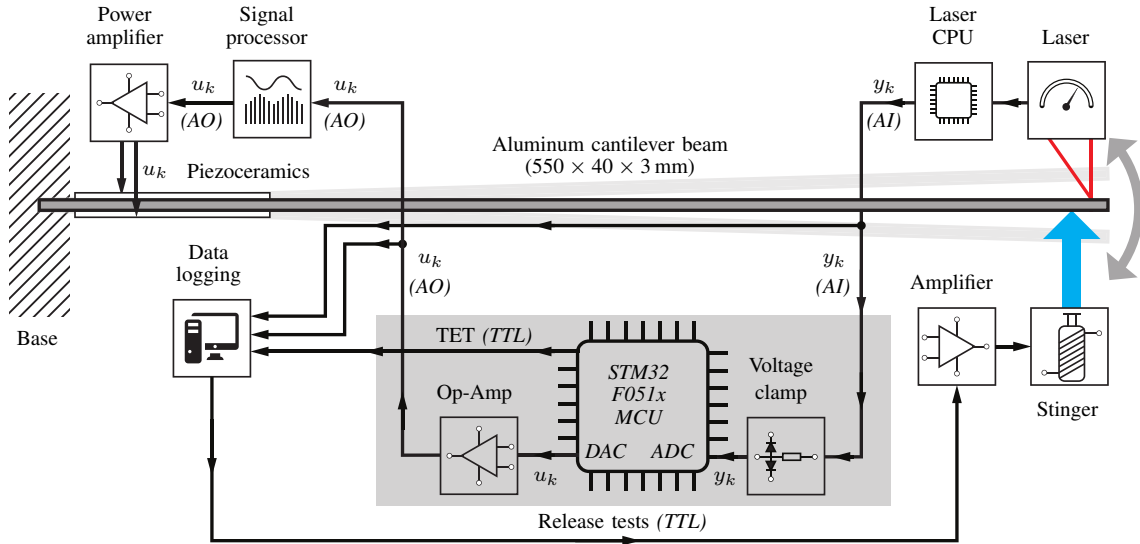 Power
amplifier
Signal
processor
Laser
CPU
Laser
u_k
(AO)
u_k
(AO)
y_k
(AI)
Aluminum cantilever beam
(550 × 40 × 3 mm)
u_k
Piezoceramics
Data
logging
u_k
(AO)
y_k
(AI)
Amplifier
Base
TET (TTL)
STM32
F051x
MCU
Voltage
clamp
Op-Amp
Stinger
DAC
ADC
u_k
y_k
Release tests (TTL)